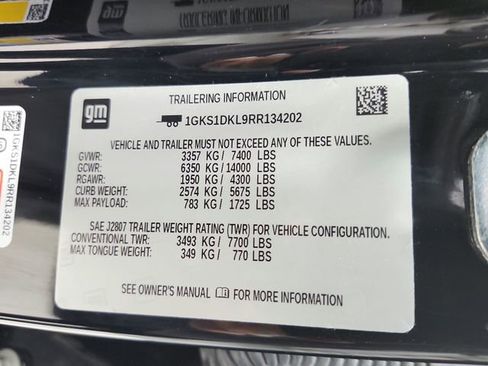 TRAILERING INFORMATION
gm
1GKS1DKL9RR134202
VEHICLE AND TRAILER MUST NOT EXCEED ANY OF THESE VALUES.
GVWR: 3357 KG / 7400 LBS
GCWR: 6350 KG / 14000 LBS
RGAWR: 1950 KG / 4300 LBS
CURB WEIGHT: 2574 KG / 5675 LBS
MAX PAYLOAD: 783 KG / 1725 LBS
SAE J2807 TRAILER WEIGHT RATING (TWR) FOR VEHICLE CONFIGURATION.
CONVENTIONAL TWR: 3493 KG / 7700 LBS
MAX TONGUE WEIGHT: 349 KG / 770 LBS
SEE OWNER'S MANUAL FOR MORE INFORMATION
1GKS1DKL9RR134202